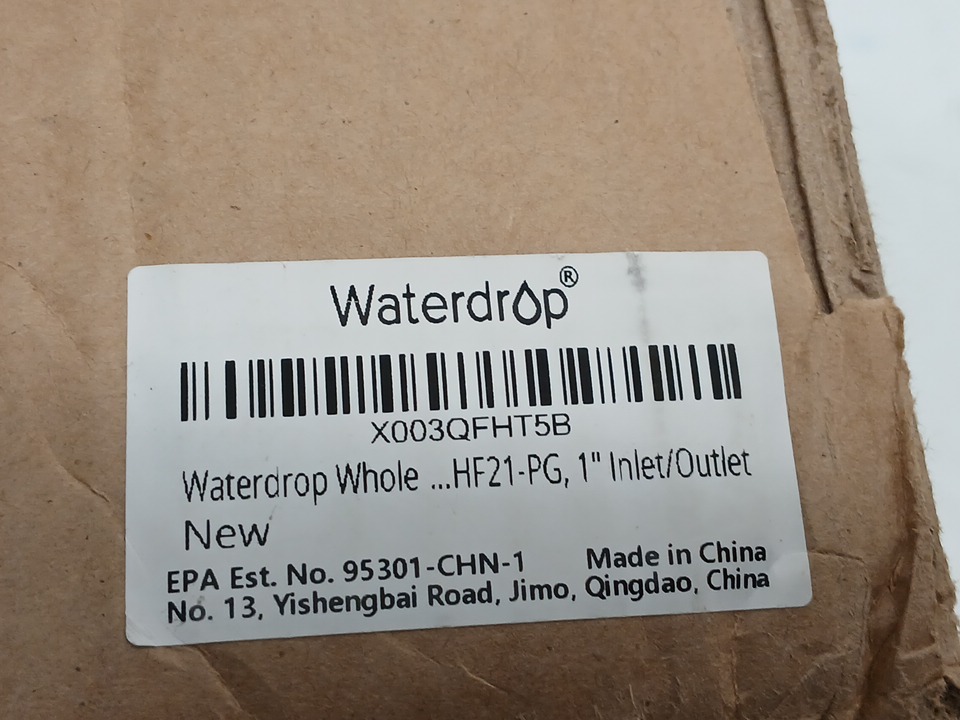 Waterdrop®
X003QFHT5B
Waterdrop Whole ...HF21-PG, 1" Inlet/Outlet
New
EPA Est. No. 95301-CHN-1 Made in China
No. 13, Yishengbai Road, Jimo, Qingdao, China